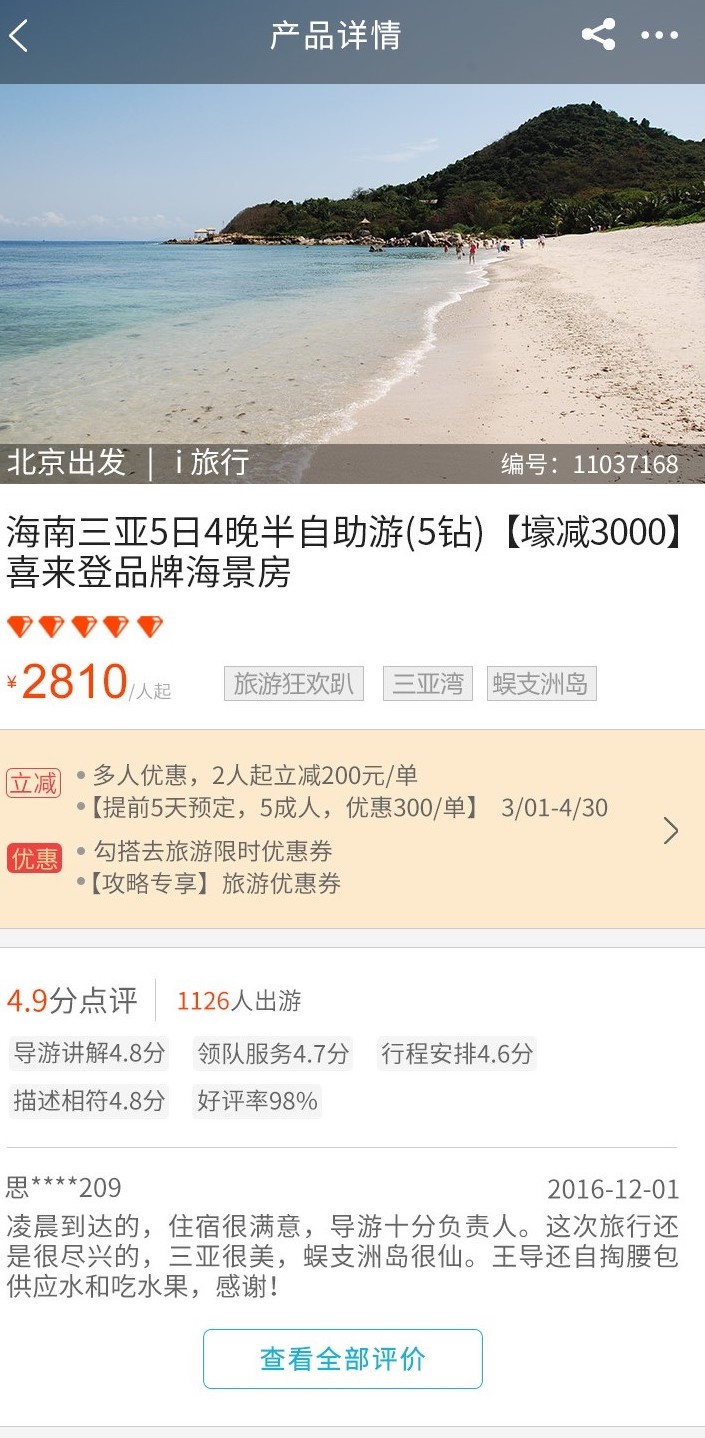 产品详情
北京出发 | i旅行 编号：11037168
海南三亚5日4晚半自助游(5钻)【壕减3000】
喜来登品牌海景房
¥2810/人起 旅游狂欢趴 三亚湾 蜈支洲岛
立减 • 多人优惠，2人起立减200元/单
•【提前5天预定，5成人，优惠300/单】 3/01-4/30
优惠 • 勾搭去旅游限时优惠券
•【攻略专享】旅游优惠券
4.9分点评 1126人出游
导游讲解4.8分 领队服务4.7分 行程安排4.6分
描述相符4.8分 好评率98%
思****209 2016-12-01
凌晨到达的，住宿很满意，导游十分负责人。这次旅行还
是很尽兴的，三亚很美，蜈支洲岛很仙。王导还自掏腰包
供应水和吃水果，感谢！
查看全部评价